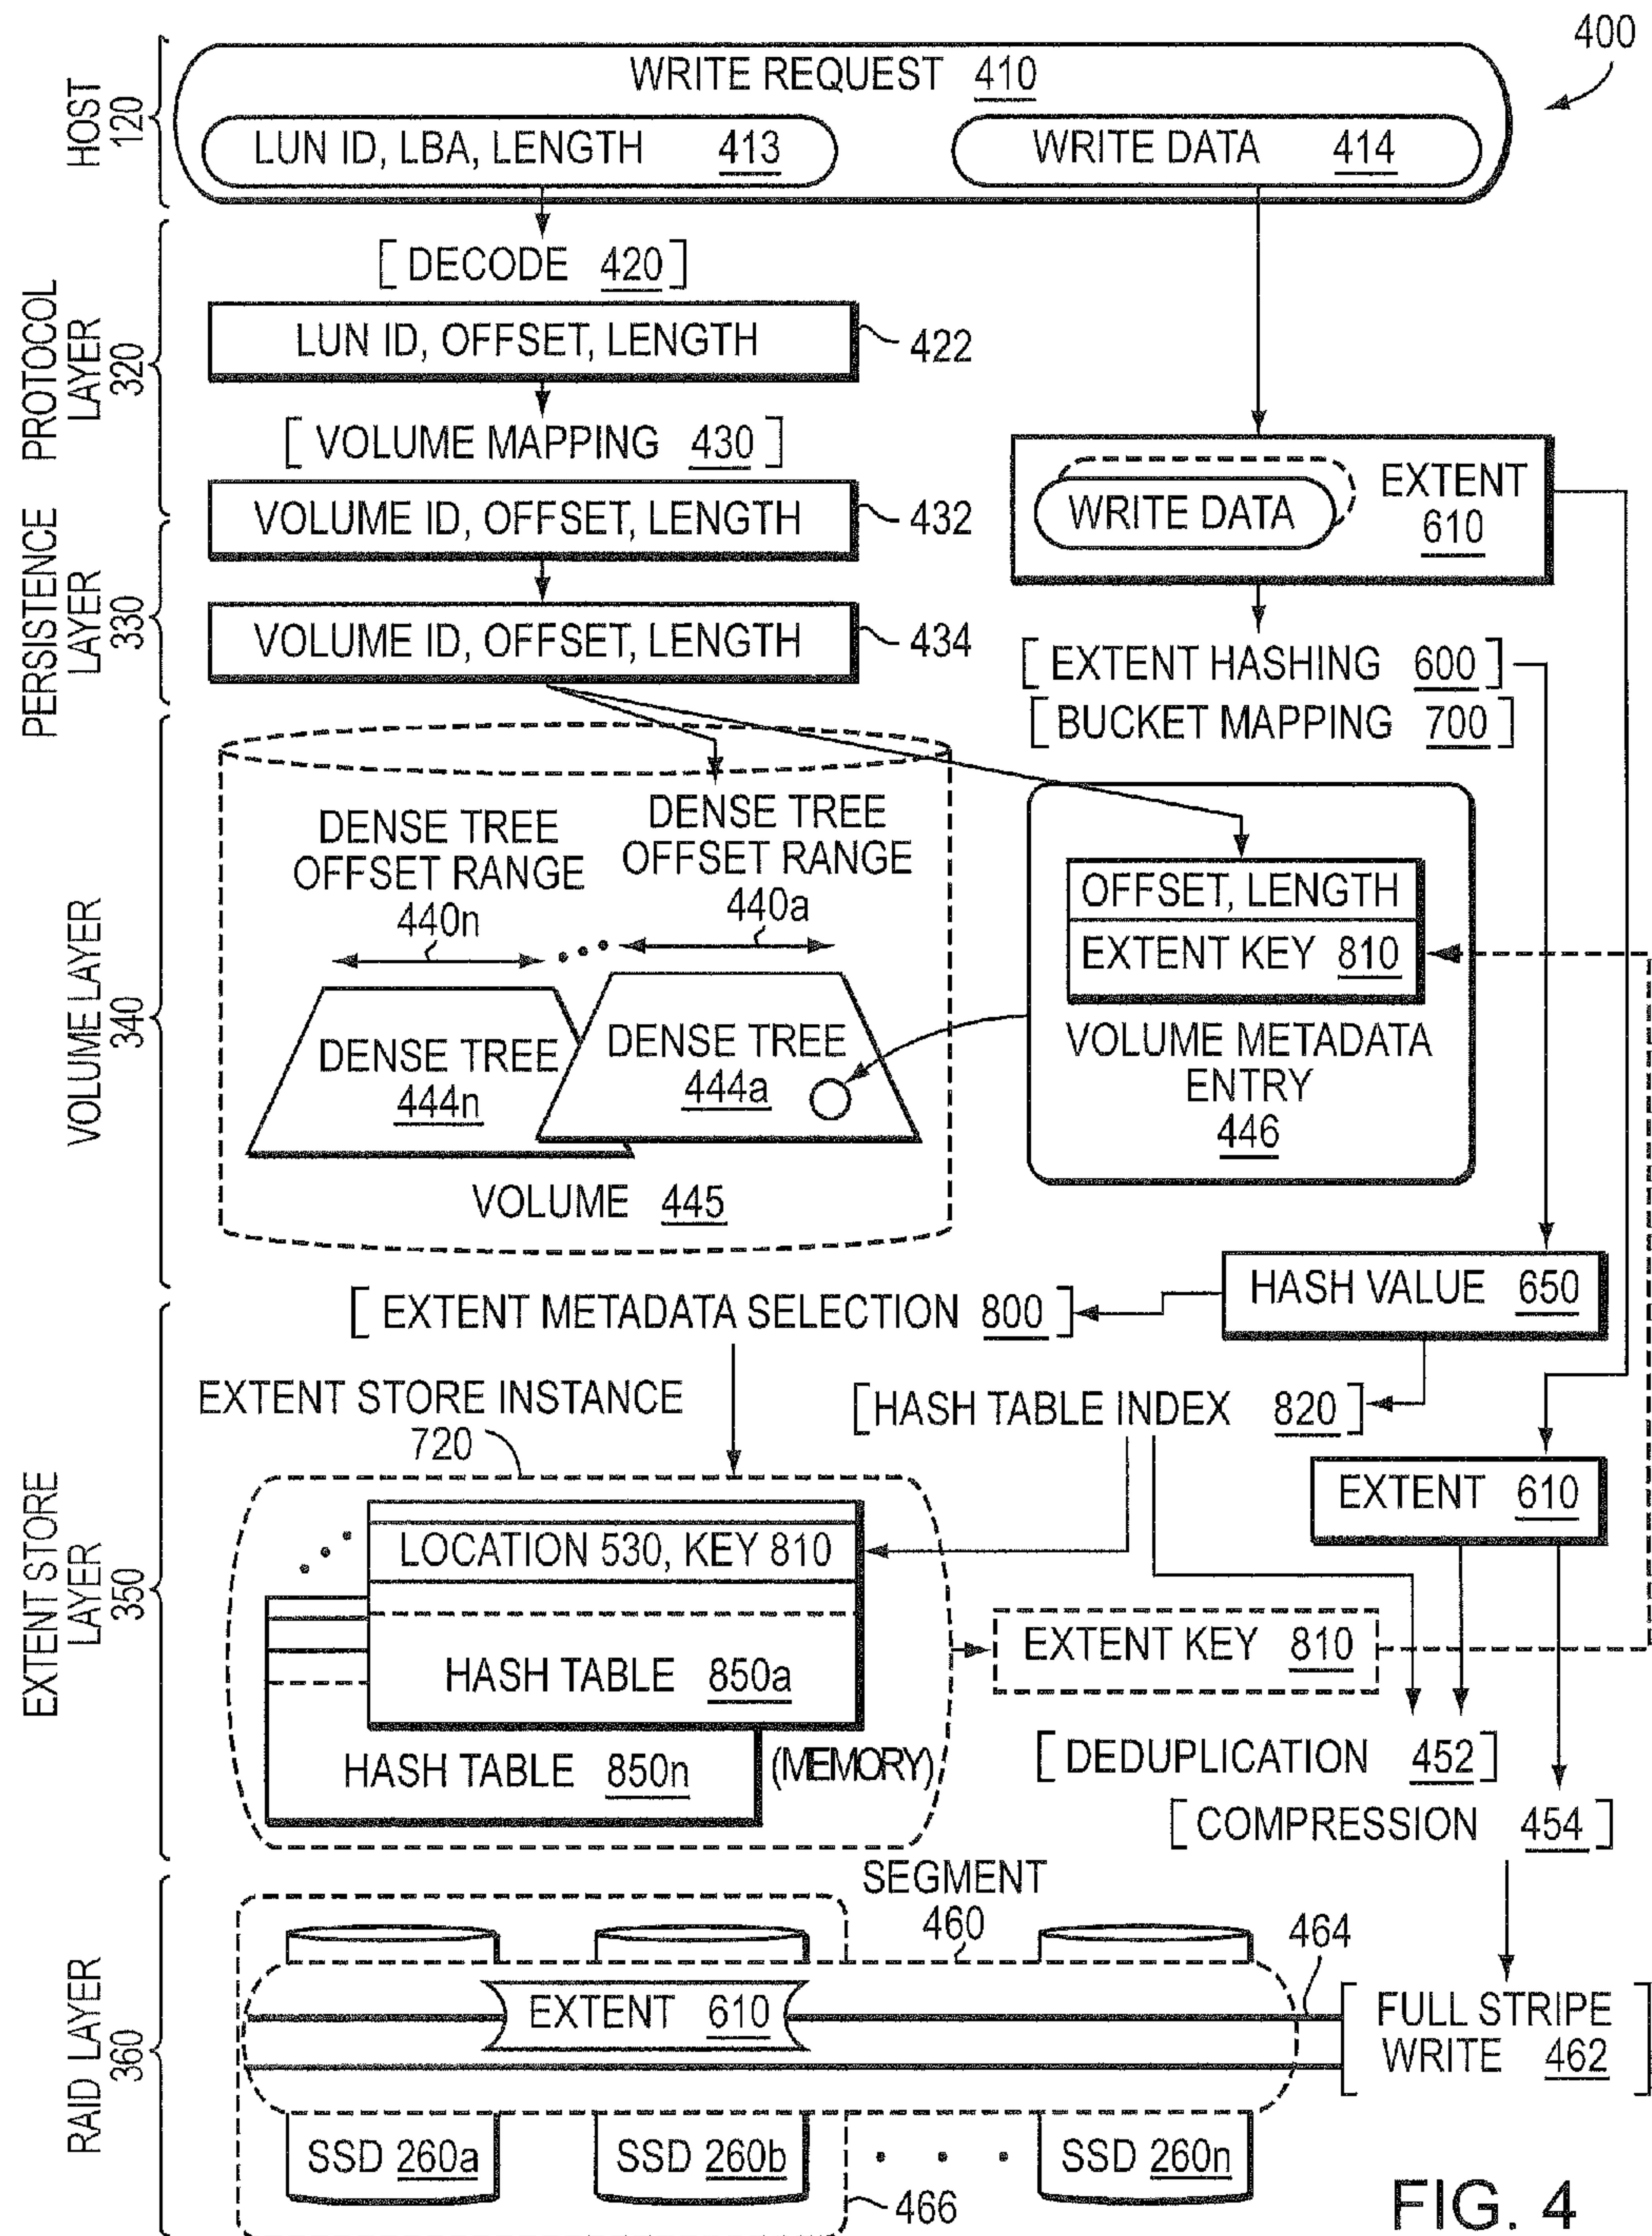 400
HOST
120
WRITE REQUEST 410
LUN ID, LBA, LENGTH 413
WRITE DATA 414
PROTOCOL
LAYER
320
[DECODE 420]
LUN ID, OFFSET, LENGTH
422
[VOLUME MAPPING 430]
VOLUME ID, OFFSET, LENGTH
432
WRITE DATA
EXTENT
610
PERSISTENCE
LAYER
330
VOLUME ID, OFFSET, LENGTH
434
[EXTENT HASHING 600]
[BUCKET MAPPING 700]
VOLUME LAYER
340
DENSE TREE
OFFSET RANGE
440n
DENSE TREE
OFFSET RANGE
440a
DENSE TREE
444n
DENSE TREE
444a
VOLUME 445
OFFSET, LENGTH
EXTENT KEY 810
VOLUME METADATA
ENTRY
446
HASH VALUE 650
EXTENT STORE
LAYER
350
[EXTENT METADATA SELECTION 800]
[HASH TABLE INDEX 820]
EXTENT STORE INSTANCE
720
EXTENT 610
LOCATION 530, KEY 810
HASH TABLE 850a
HASH TABLE 850n
(MEMORY)
EXTENT KEY 810
[DEDUPLICATION 452]
[COMPRESSION 454]
RAID LAYER
360
SEGMENT
460
464
EXTENT 610
[FULL STRIPE
WRITE 462]
SSD 260a
SSD 260b
. . .
SSD 260n
466
FIG. 4